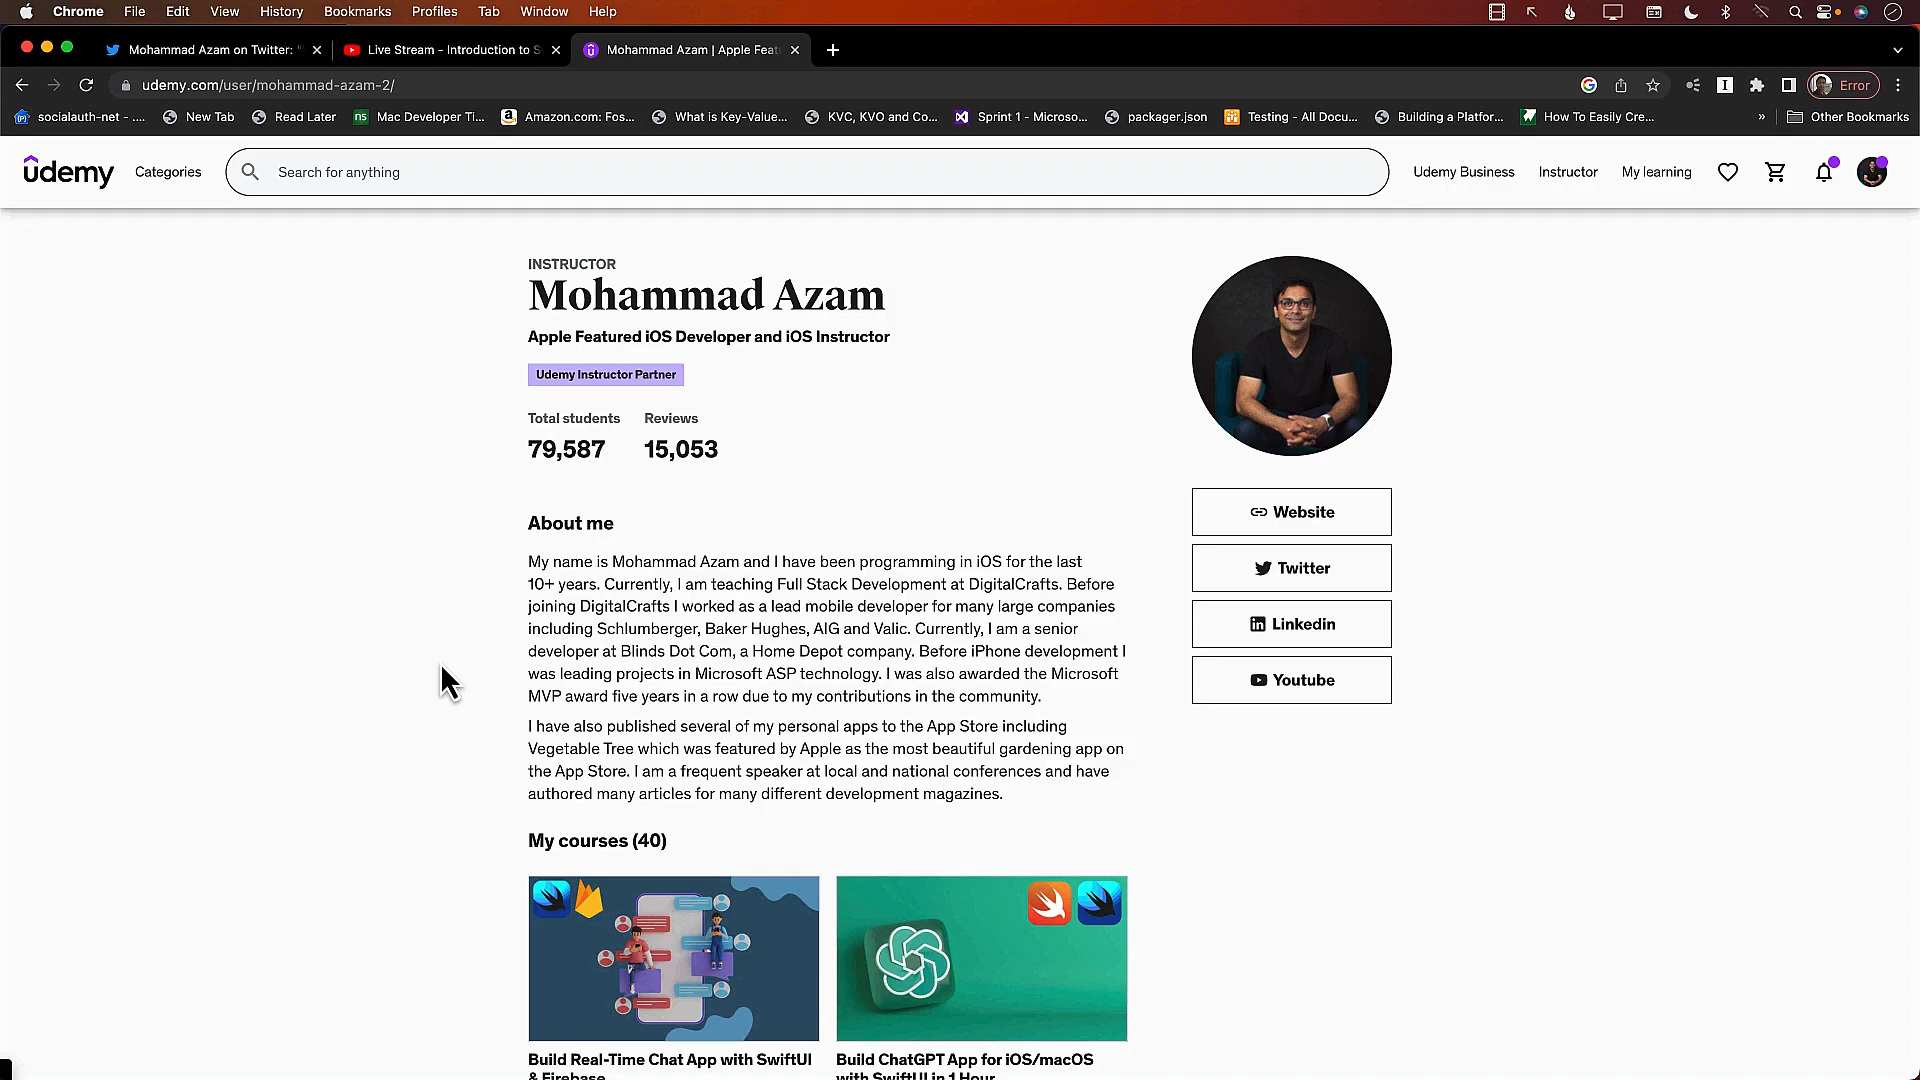 Chrome File Edit View History Bookmarks Profiles Tab Window Help
Mohammad Azam on Twitter: "
Live Stream - Introduction to S
Mohammad Azam | Apple Feat
udemy.com/user/mohammad-azam-2/
Error
socialauth-net - .... New Tab Read Later Mac Developer Ti... Amazon.com: Fos... What is Key-Value... KVC, KVO and Co... Sprint 1 - Microso... packager.json Testing - All Docu... Building a Platfor... How To Easily Cre... » Other Bookmarks
udemy Categories Search for anything Udemy Business Instructor My learning
INSTRUCTOR
Mohammad Azam
Apple Featured iOS Developer and iOS Instructor
Udemy Instructor Partner
Total students Reviews
79,587 15,053
Website
Twitter
Linkedin
Youtube
About me
My name is Mohammad Azam and I have been programming in iOS for the last
10+ years. Currently, I am teaching Full Stack Development at DigitalCrafts. Before
joining DigitalCrafts I worked as a lead mobile developer for many large companies
including Schlumberger, Baker Hughes, AIG and Valic. Currently, I am a senior
developer at Blinds Dot Com, a Home Depot company. Before iPhone development I
was leading projects in Microsoft ASP technology. I was also awarded the Microsoft
MVP award five years in a row due to my contributions in the community.
I have also published several of my personal apps to the App Store including
Vegetable Tree which was featured by Apple as the most beautiful gardening app on
the App Store. I am a frequent speaker at local and national conferences and have
authored many articles for many different development magazines.
My courses (40)
Build Real-Time Chat App with SwiftUI
& Firebase
Build ChatGPT App for iOS/macOS
with SwiftUI in 1 Hour